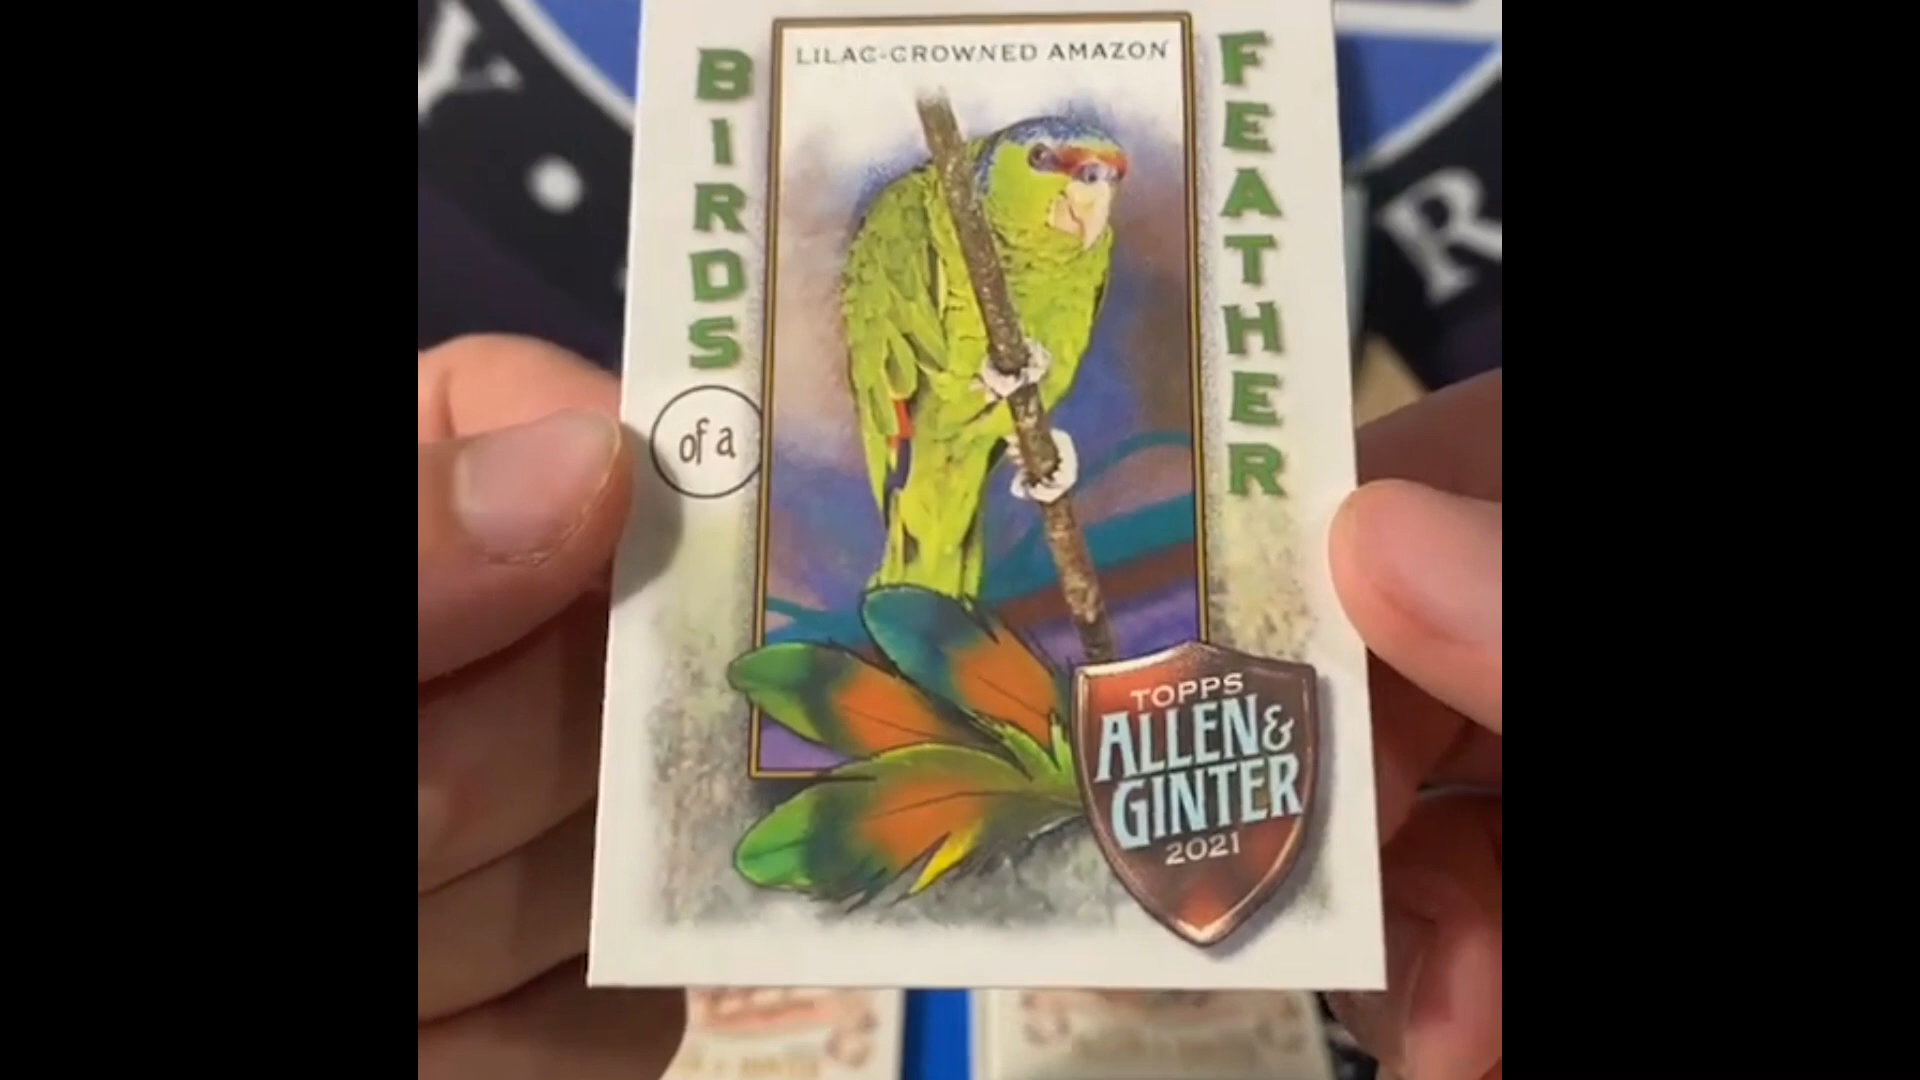 LILAC-CROWNED AMAZON
BIRDS
of a
FEATHER
TOPPS
ALLEN &
GINTER
2021
Y
R